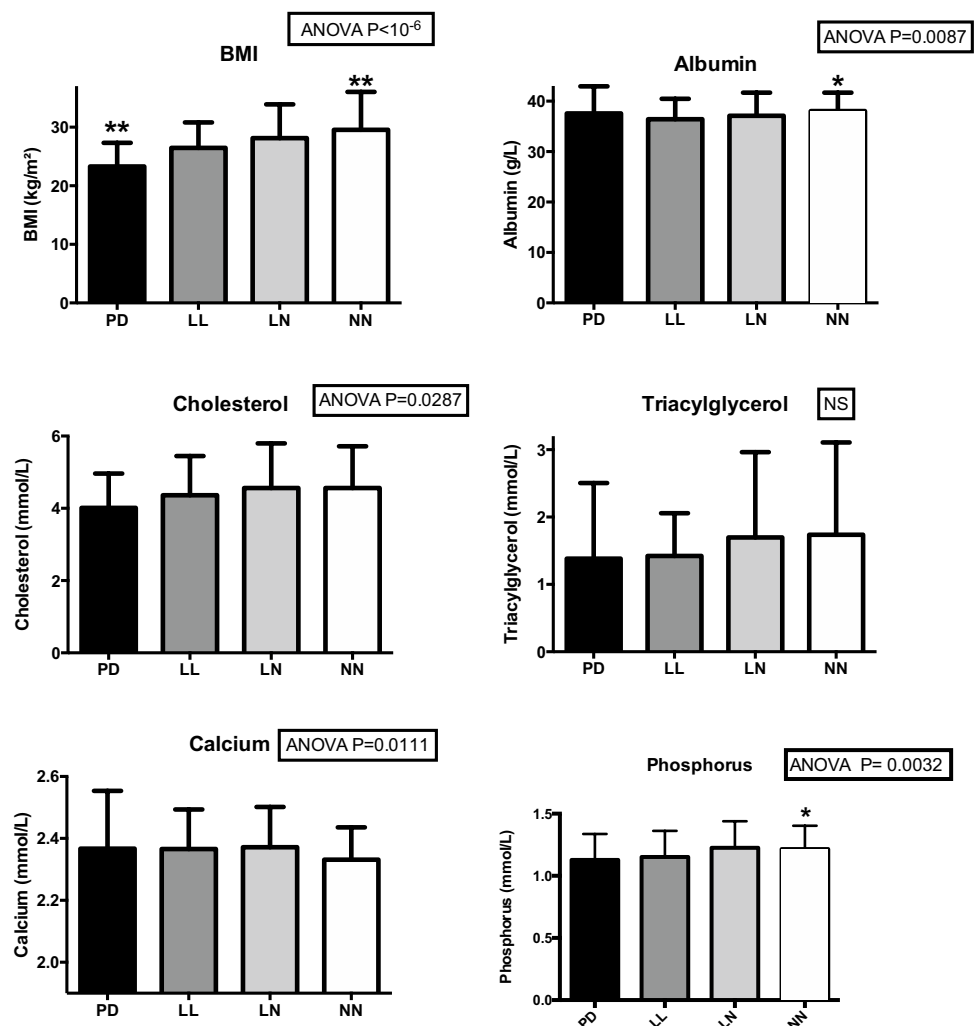 BMI
ANOVA P<10-6
BMI (kg/m²)
30
20
10
0
**
**
PD LL LN NN
Albumin
ANOVA P=0.0087
Albumin (g/L)
40
30
20
10
0
*
PD LL LN NN
Cholesterol
ANOVA P=0.0287
Cholesterol (mmol/L)
6
4
2
0
PD LL LN NN
Triacylglycerol
NS
Triacylglycerol (mmol/L)
3
2
1
0
PD LL LN NN
Calcium
ANOVA P=0.0111
Calcium (mmol/L)
2.6
2.4
2.2
2.0
PD LL LN NN
Phosphorus
ANOVA P= 0.0032
Phosphorus (mmol/L)
1.5
1.0
0.5
0.0
*
PD LL LN NN